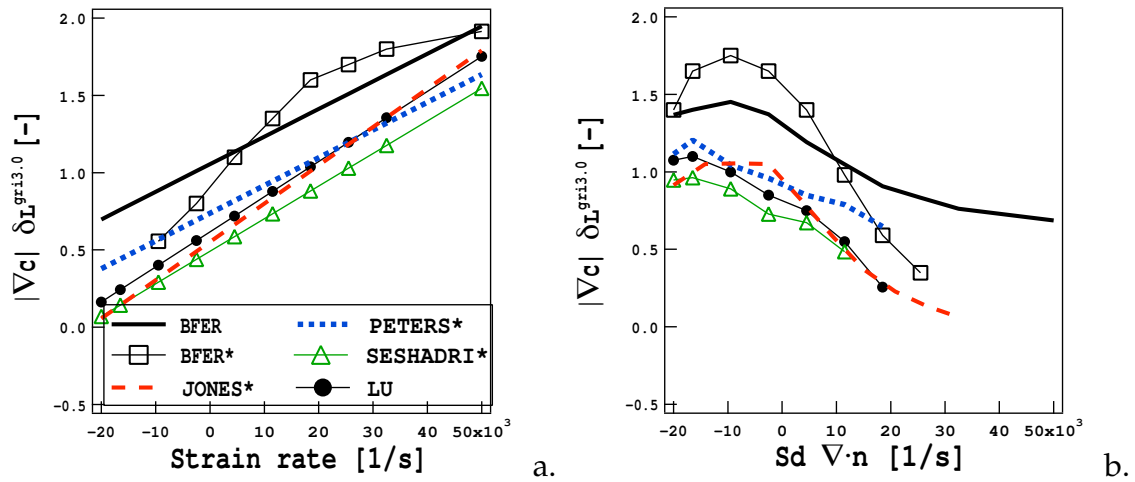 |∇c| δL^gri3.0 [-]
2.0
1.5
1.0
0.5
0.0
-0.5
BFER
BFER*
JONES*
PETERS*
SESHADRI*
LU
-20 -10 0 10 20 30 40 50x10³
Strain rate [1/s]
a.
|∇c| δL^gri3.0 [-]
2.0
1.5
1.0
0.5
0.0
-0.5
-20 -10 0 10 20 30 40 50x10³
Sd ∇·n [1/s]
b.